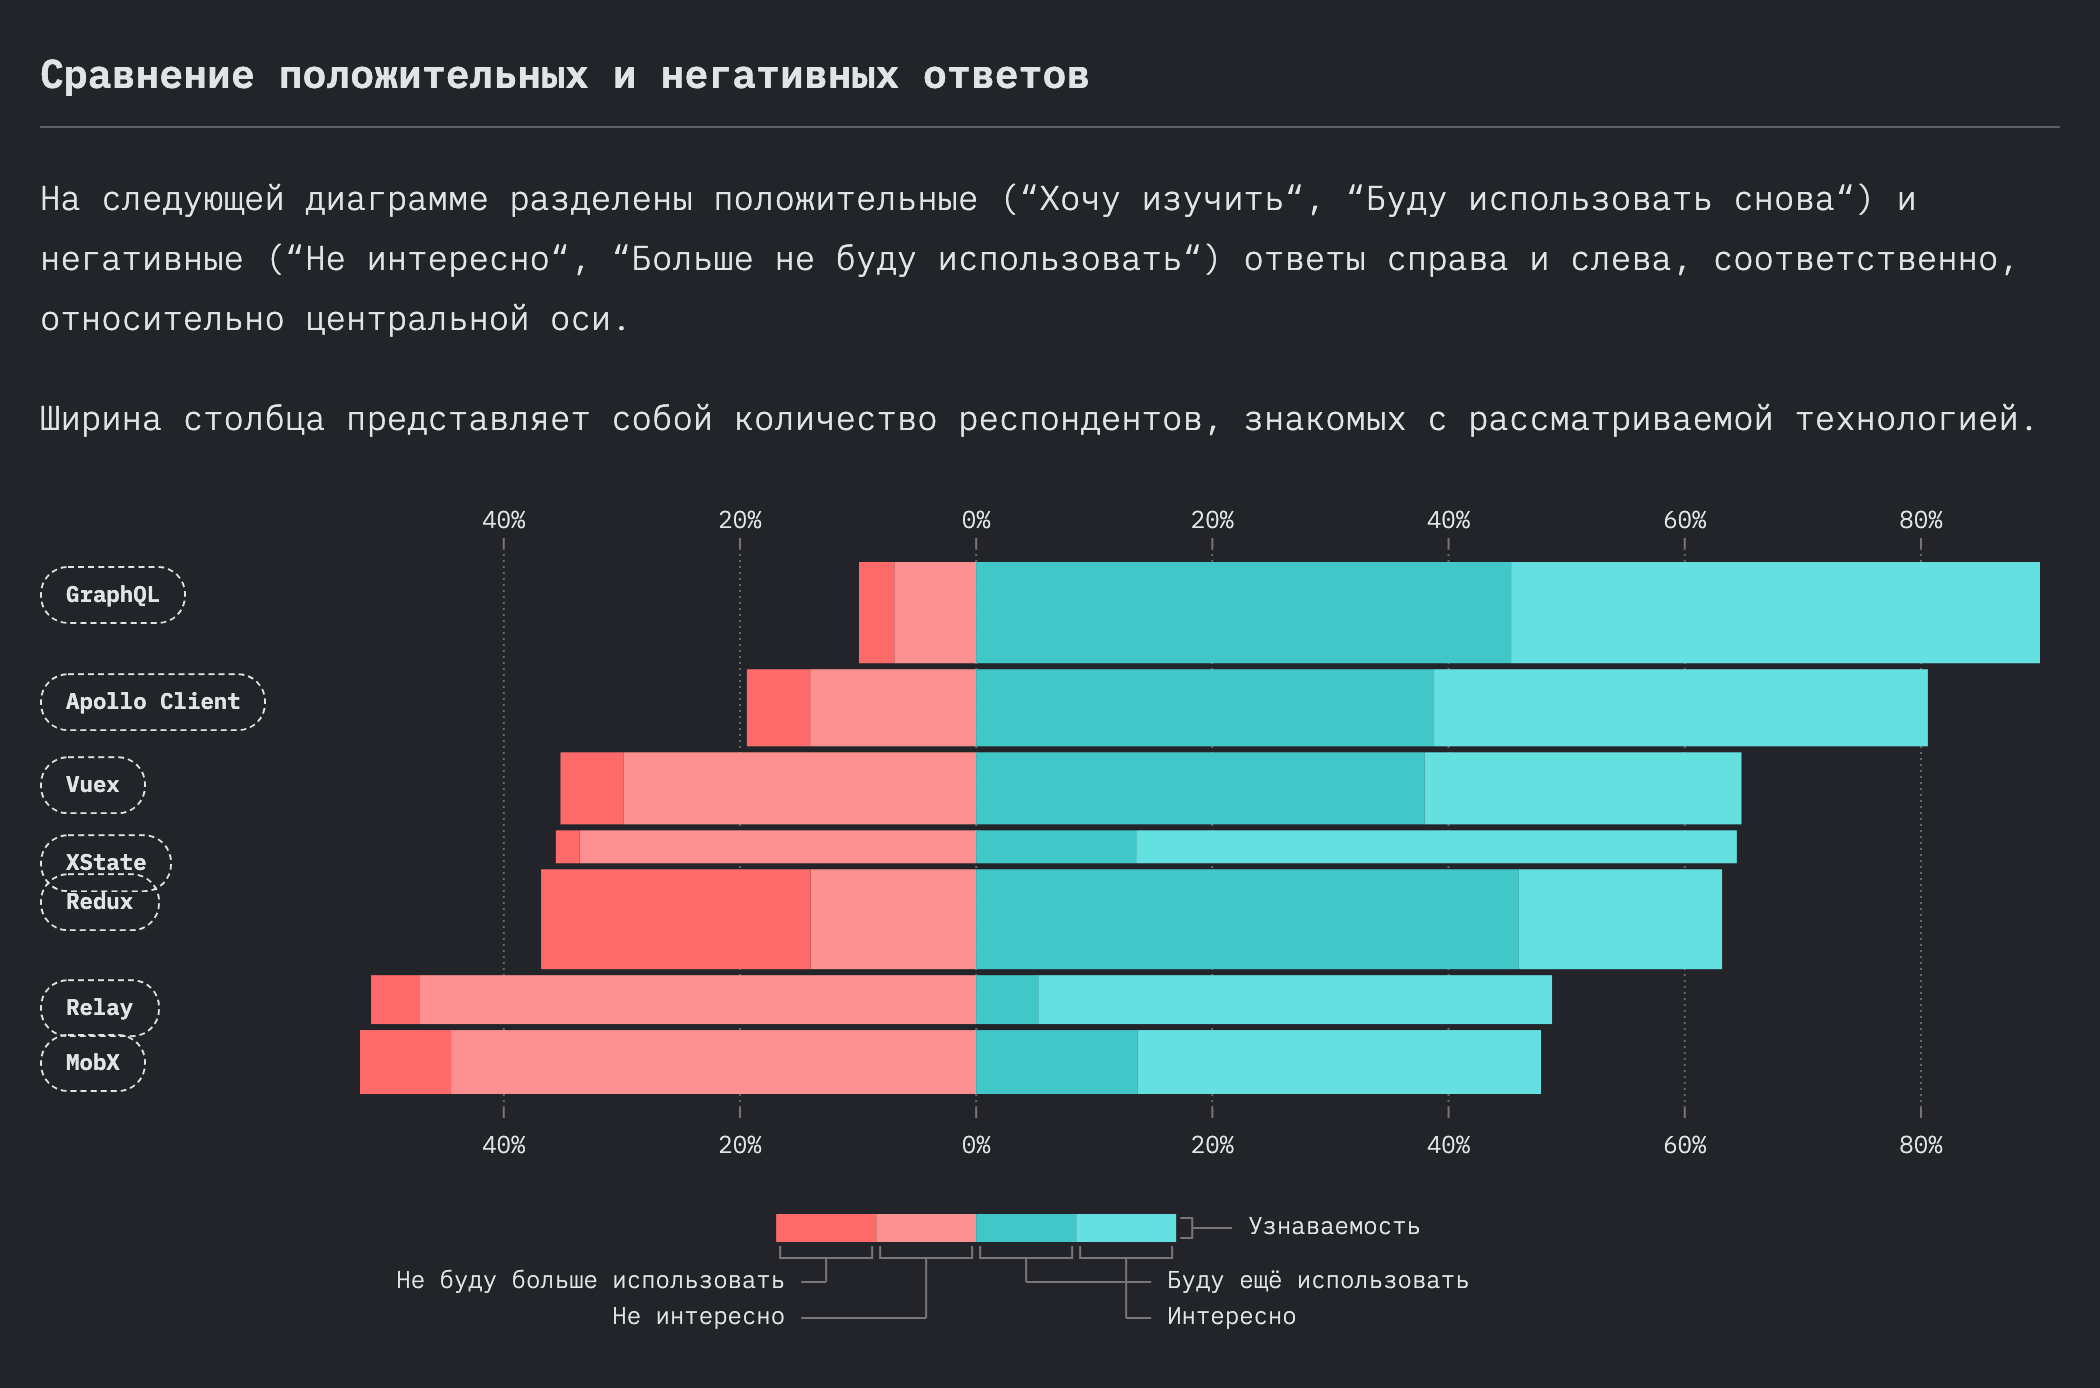 Сравнение положительных и негативных ответов
На следующей диаграмме разделены положительные (“Хочу изучить“, “Буду использовать снова“) и
негативные (“Не интересно“, “Больше не буду использовать“) ответы справа и слева, соответственно,
относительно центральной оси.
Ширина столбца представляет собой количество респондентов, знакомых с рассматриваемой технологией.
40% 20% 0% 20% 40% 60% 80%
GraphQL
Apollo Client
Vuex
XState
Redux
Relay
MobX
40% 20% 0% 20% 40% 60% 80%
Узнаваемость
Не буду больше использовать Буду ещё использовать
Не интересно Интересно